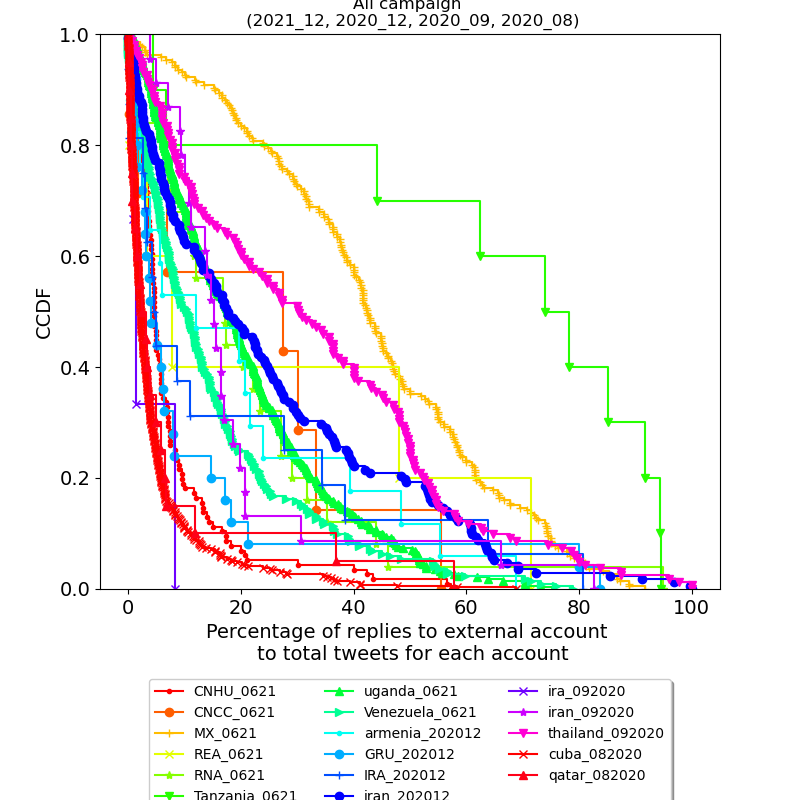 All campaign
(2021_12, 2020_12, 2020_09, 2020_08)
1.0
0.8
0.6
0.4
0.2
0.0
CCDF
0 20 40 60 80 100
Percentage of replies to external account
to total tweets for each account
CNHU_0621 uganda_0621 ira_092020
CNCC_0621 Venezuela_0621 iran_092020
MX_0621 armenia_202012 thailand_092020
REA_0621 GRU_202012 cuba_082020
RNA_0621 IRA_202012 qatar_082020
Tanzania_0621 iran_202012